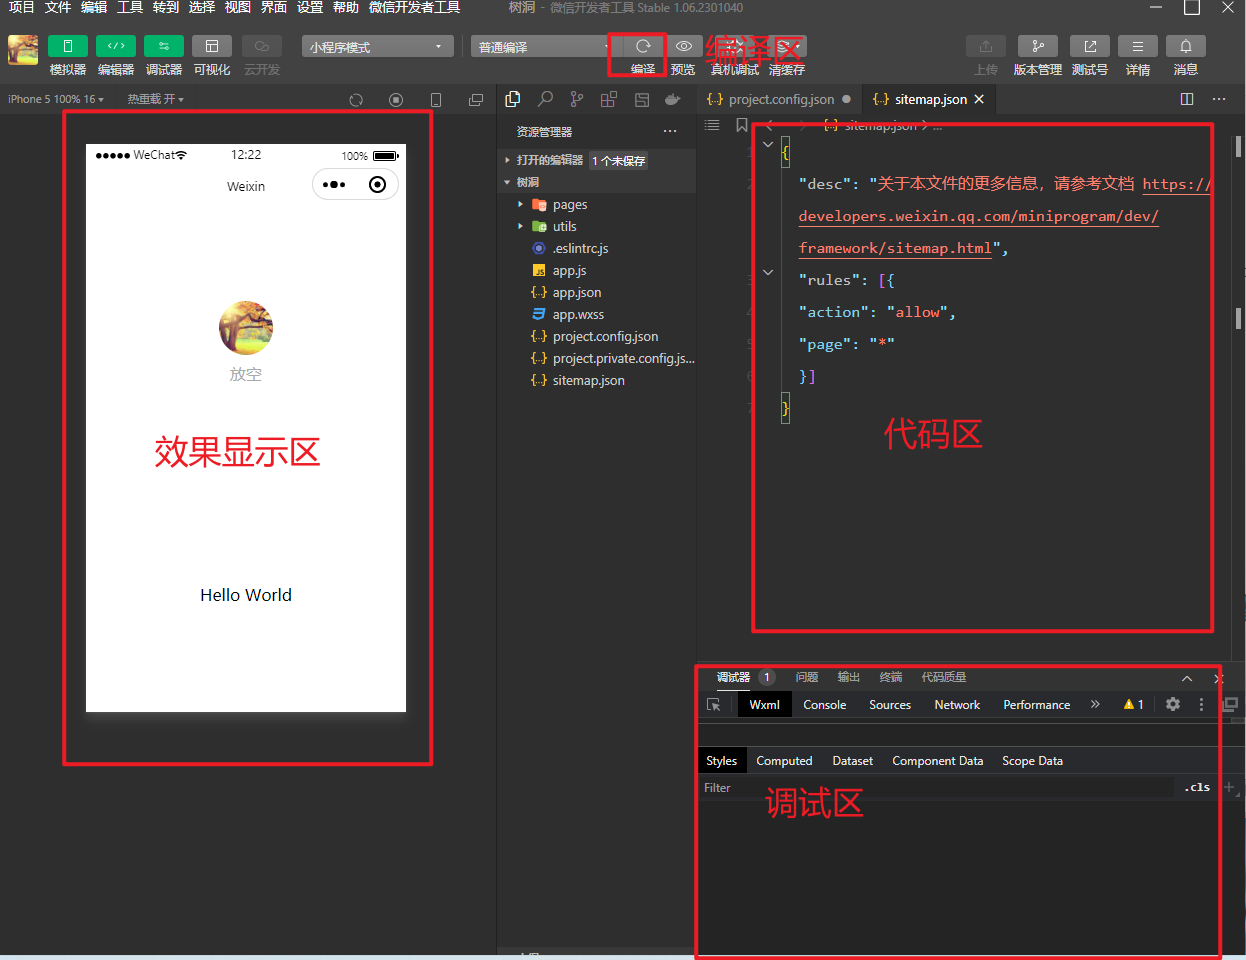 项目 文件 编辑 工具 转到 选择 视图 界面 设置 帮助 微信开发者工具
树洞 - 微信开发者工具 Stable 1.06.2301040
小程序模式
普通编译
编译区
模拟器 编辑器 调试器 可视化 云开发
编译 预览 真机调试 清缓存
上传 版本管理 测试号 详情 消息
iPhone 5 100% 16
热重载 开
资源管理器
打开的编辑器 1 个未保存
树洞
pages
utils
.eslintrc.js
app.js
app.json
app.wxss
project.config.json
project.private.config.js...
sitemap.json
WeChat 12:22 100%
Weixin
放空
效果显示区
Hello World
project.config.json
sitemap.json
sitemap.json > ...
1 {
2 "desc": "关于本文件的更多信息，请参考文档 https://
developers.weixin.qq.com/miniprogram/dev/
framework/sitemap.html",
3 "rules": [{
4 "action": "allow",
5 "page": "*"
6 }]
7 }
代码区
调试器 1 问题 输出 终端 代码质量
Wxml Console Sources Network Performance 1
Styles Computed Dataset Component Data Scope Data
Filter .cls
调试区